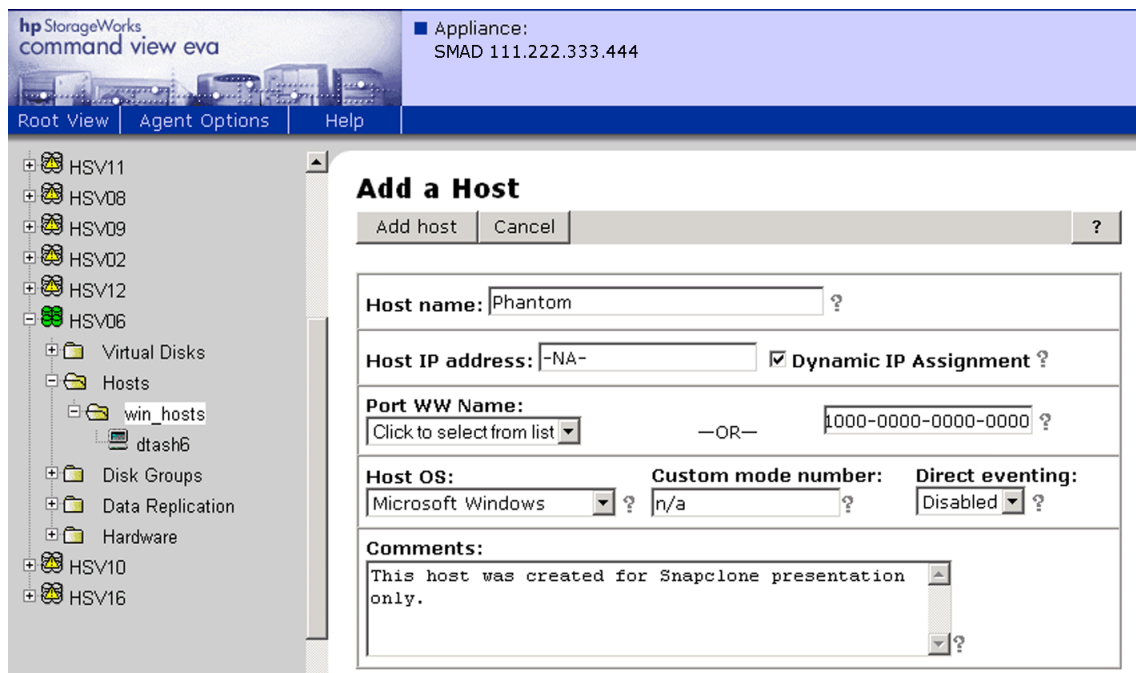 hp StorageWorks
command view eva
Appliance:
SMAD 111.222.333.444
Root View Agent Options Help
HSV11
HSV08
HSV09
HSV02
HSV12
HSV06
Virtual Disks
Hosts
win_hosts
dtash6
Disk Groups
Data Replication
Hardware
HSV10
HSV16
Add a Host
Add host Cancel ?
Host name: Phantom ?
Host IP address: -NA- Dynamic IP Assignment ?
Port WW Name:
Click to select from list —OR— 1000-0000-0000-0000 ?
Host OS: Custom mode number: Direct eventing:
Microsoft Windows ? n/a ? Disabled ?
Comments:
This host was created for Snapclone presentation
only.
?